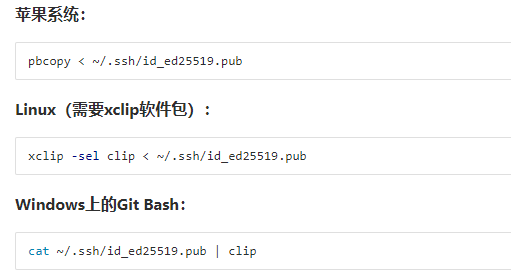 苹果系统：
pbcopy < ~/.ssh/id_ed25519.pub
Linux（需要xclip软件包）：
xclip -sel clip < ~/.ssh/id_ed25519.pub
Windows上的Git Bash：
cat ~/.ssh/id_ed25519.pub | clip